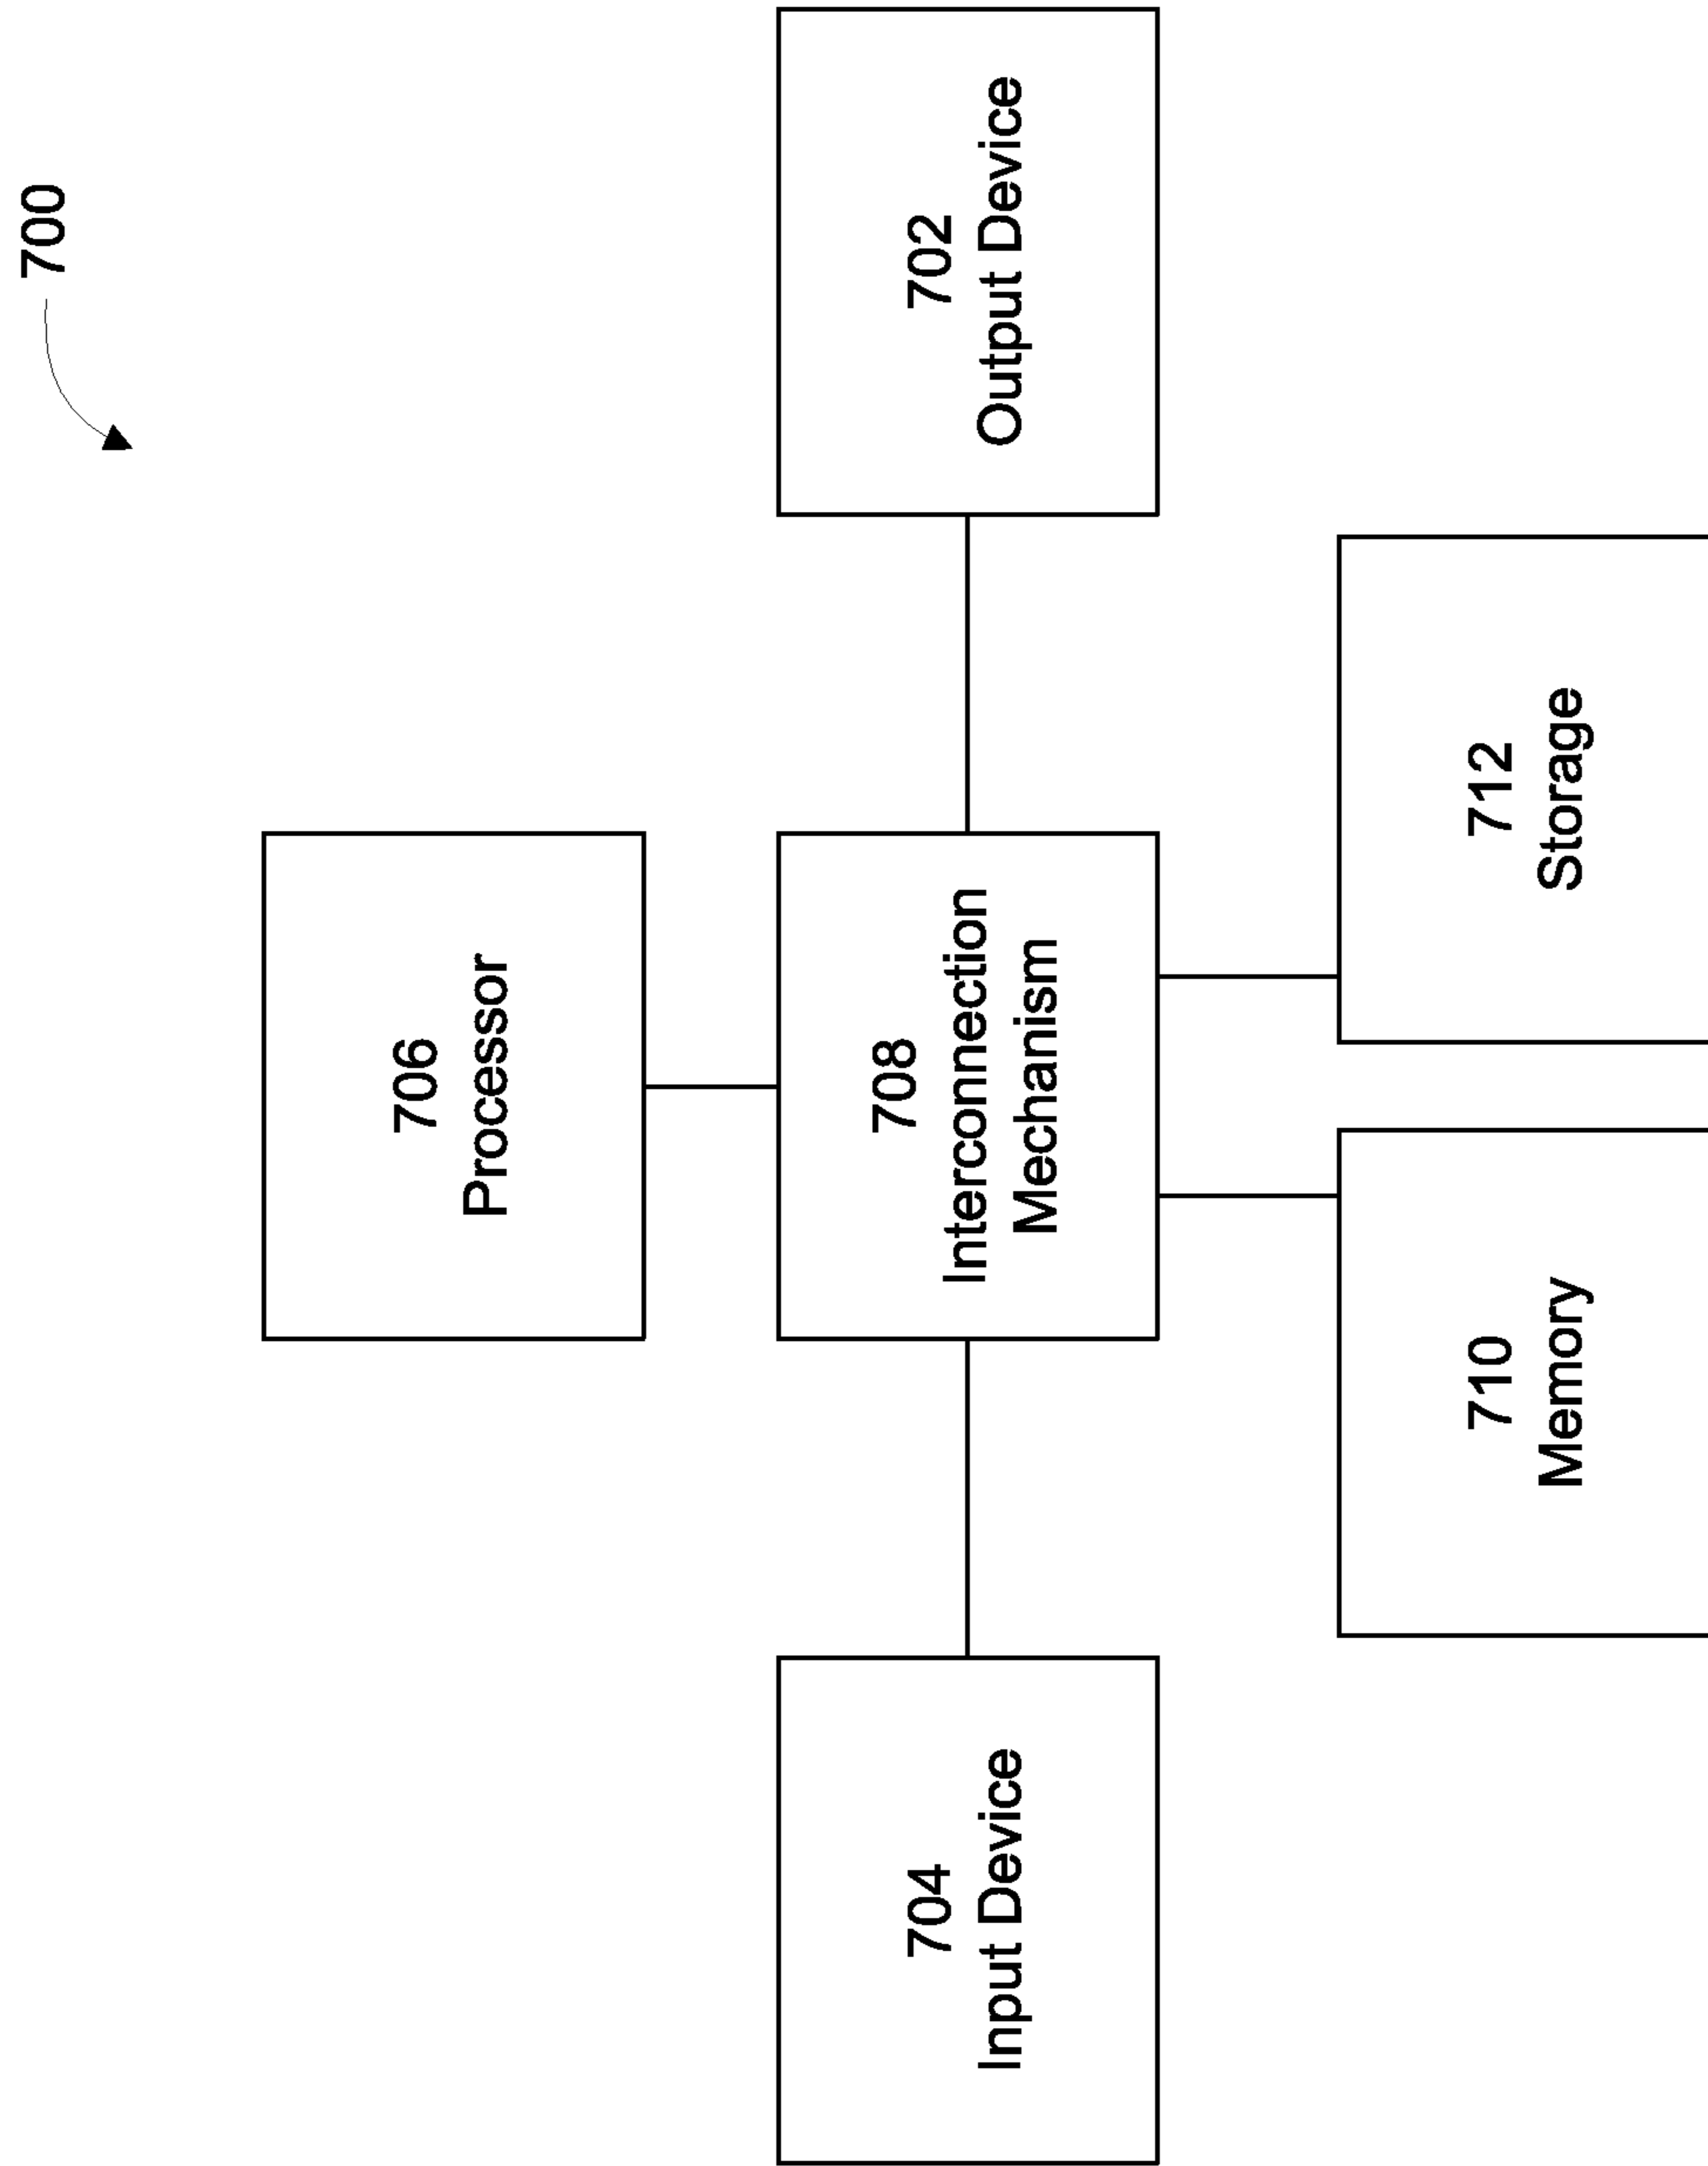 700
706
Processor
704
Input Device
708
Interconnection
Mechanism
702
Output Device
710
Memory
712
Storage